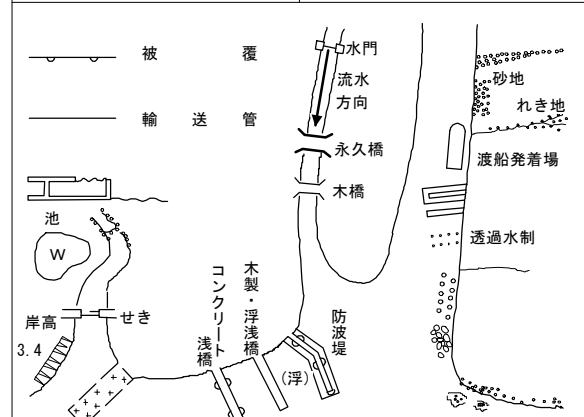 被覆
輸送管
水門
流水
方向
永久橋
木橋
砂地
れき地
渡船発着場
透過水制
池
W
岸高
3.4
せき
コンクリート
浅橋
木製・浮浅橋
防波堤
(浮)